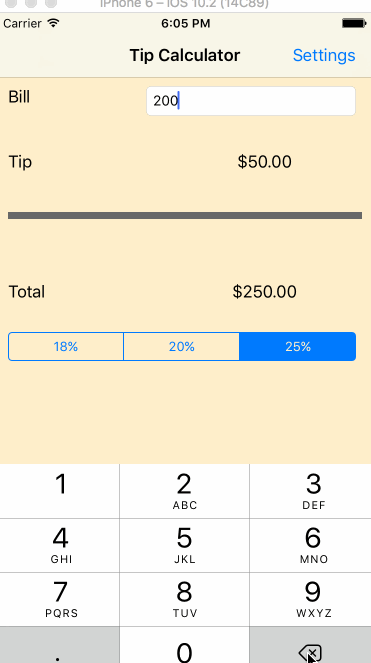 iPhone 6 – iOS 10.2 (14C89)
Carrier 6:05 PM
Tip Calculator Settings
Bill 200
Tip $50.00
Total $250.00
18% 20% 25%
1 2 3
ABC DEF
4 5 6
GHI JKL MNO
7 8 9
PQRS TUV WXYZ
. 0